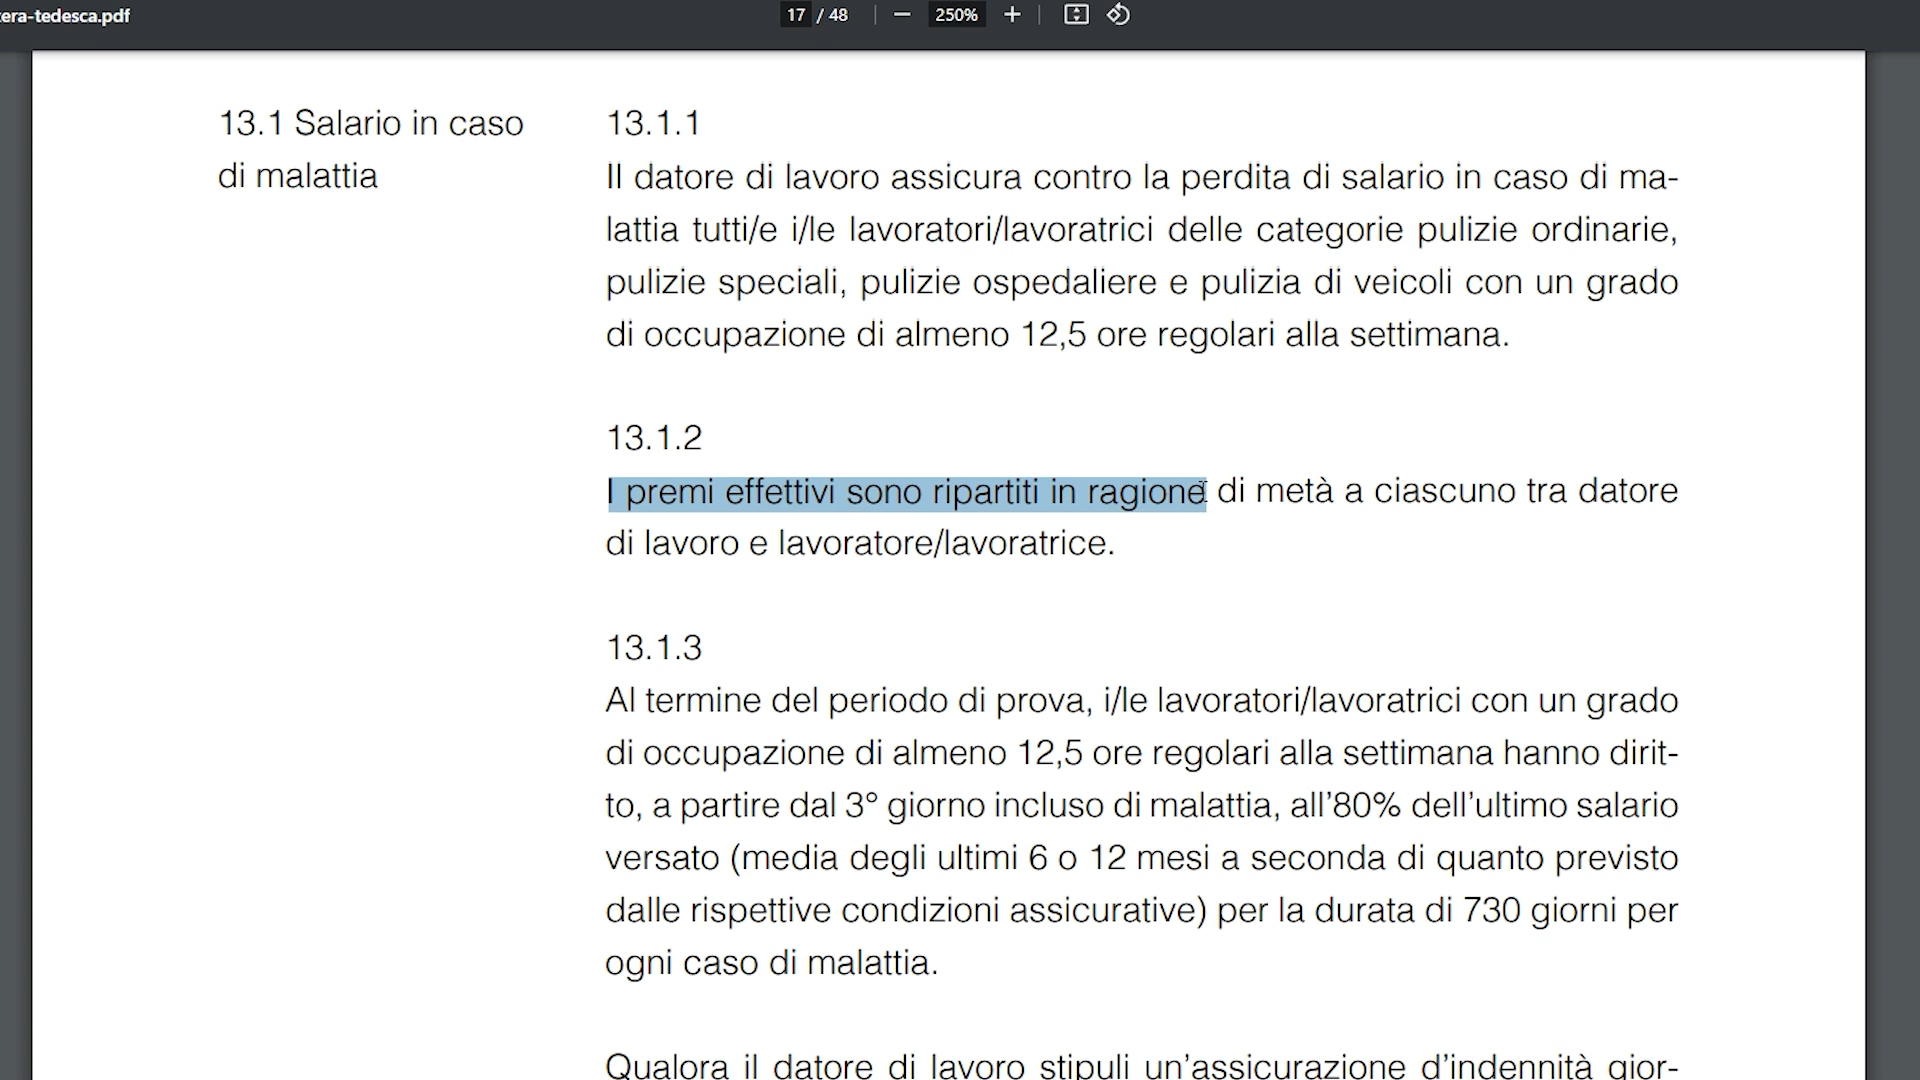 era-tedesca.pdf
17 / 48
250%
13.1 Salario in caso
di malattia
13.1.1
Il datore di lavoro assicura contro la perdita di salario in caso di ma-
lattia tutti/e i/le lavoratori/lavoratrici delle categorie pulizie ordinarie,
pulizie speciali, pulizie ospedaliere e pulizia di veicoli con un grado
di occupazione di almeno 12,5 ore regolari alla settimana.
13.1.2
I premi effettivi sono ripartiti in ragione di metà a ciascuno tra datore
di lavoro e lavoratore/lavoratrice.
13.1.3
Al termine del periodo di prova, i/le lavoratori/lavoratrici con un grado
di occupazione di almeno 12,5 ore regolari alla settimana hanno dirit-
to, a partire dal 3° giorno incluso di malattia, all’80% dell’ultimo salario
versato (media degli ultimi 6 o 12 mesi a seconda di quanto previsto
dalle rispettive condizioni assicurative) per la durata di 730 giorni per
ogni caso di malattia.
Qualora il datore di lavoro stipuli un’assicurazione d’indennità gior-